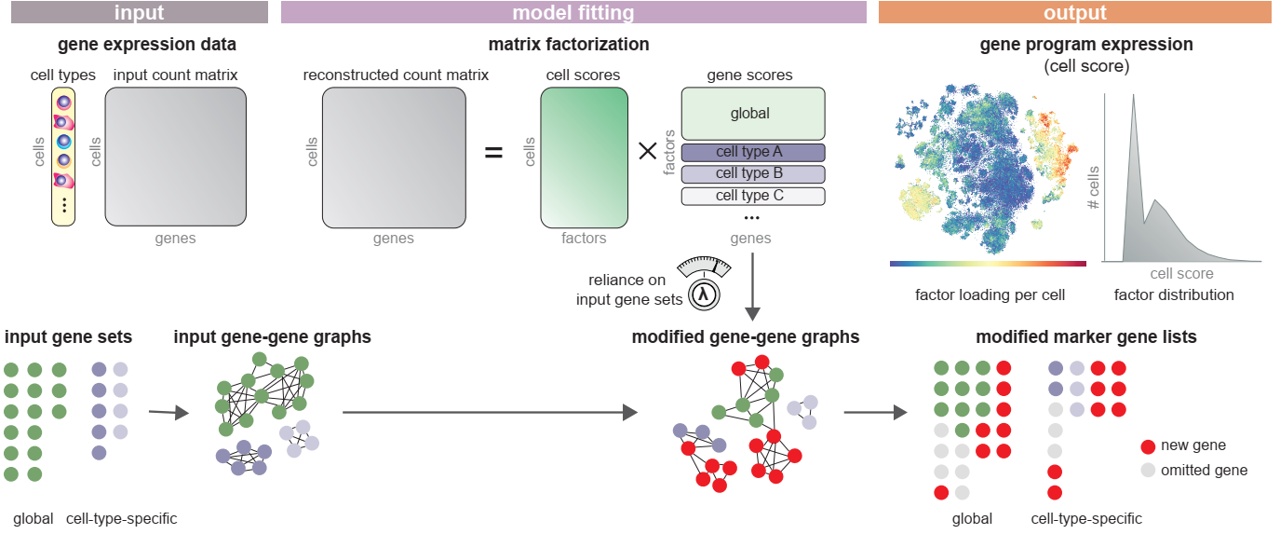 input
model fitting
output
gene expression data
matrix factorization
gene program expression
(cell score)
cell types
input count matrix
reconstructed count matrix
cell scores
gene scores
cells
cells
cells
cells
factors
global
cell type A
cell type B
cell type C
...
=
×
genes
genes
factors
genes
# cells
cell score
factor loading per cell
factor distribution
reliance on
input gene sets
λ
input gene sets
input gene-gene graphs
modified gene-gene graphs
modified marker gene lists
new gene
omitted gene
global
cell-type-specific
global
cell-type-specific